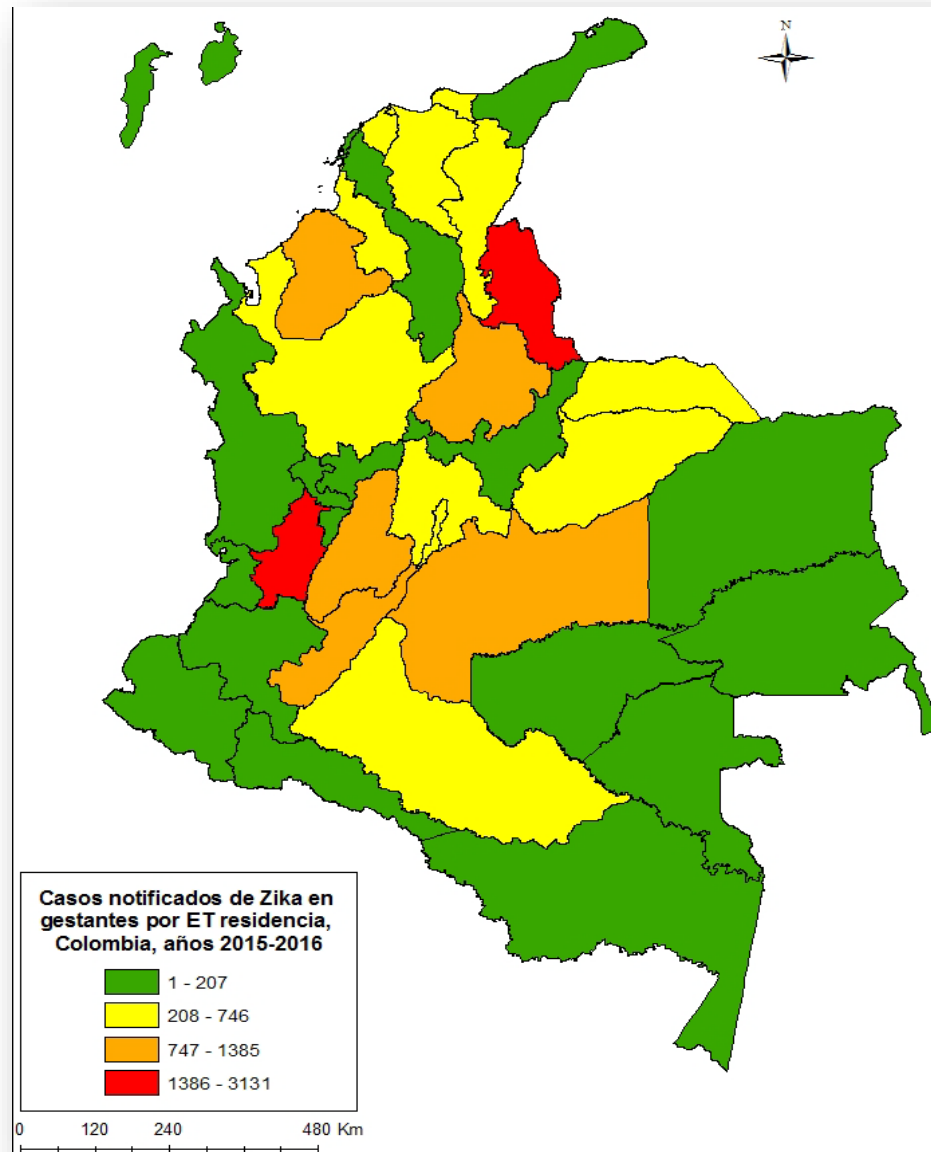 N
Casos notificados de Zika en
gestantes por ET residencia,
Colombia, años 2015-2016
1 - 207
208 - 746
747 - 1385
1386 - 3131
0 120 240 480 Km